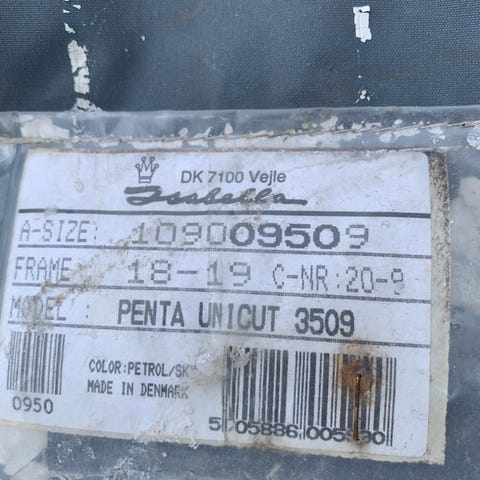 DK 7100 Vejle
Isabella
A-SIZE: 109009509
FRAME 18-19 C-NR:20-9
MODEL : PENTA UNICUT 3509
COLOR:PETROL/SKY
MADE IN DENMARK
0950